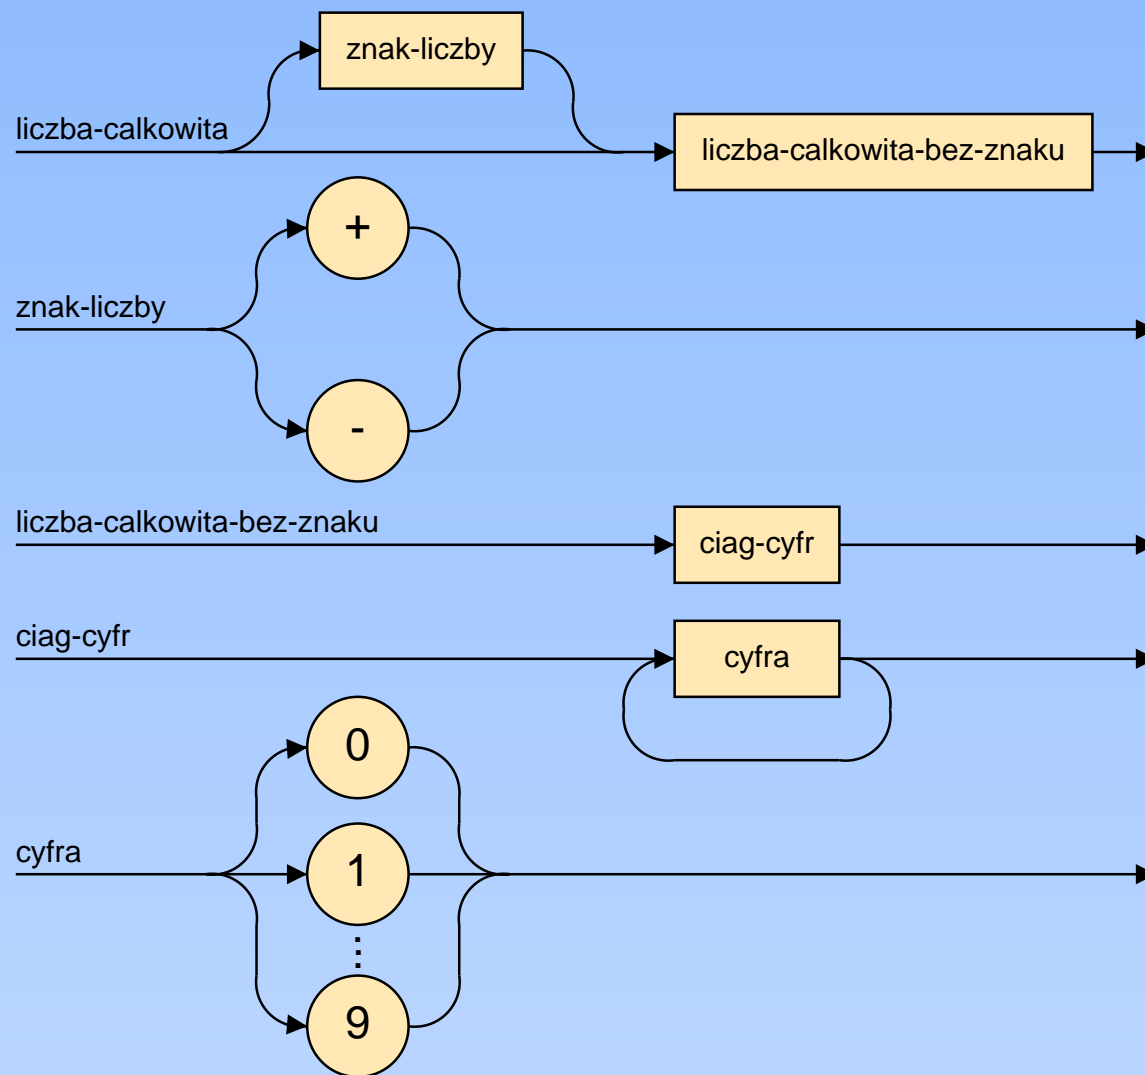 znak-liczby
liczba-calkowita
liczba-calkowita-bez-znaku
+
znak-liczby
-
liczba-calkowita-bez-znaku
ciag-cyfr
ciag-cyfr
cyfra
0
cyfra
1
⋮
9